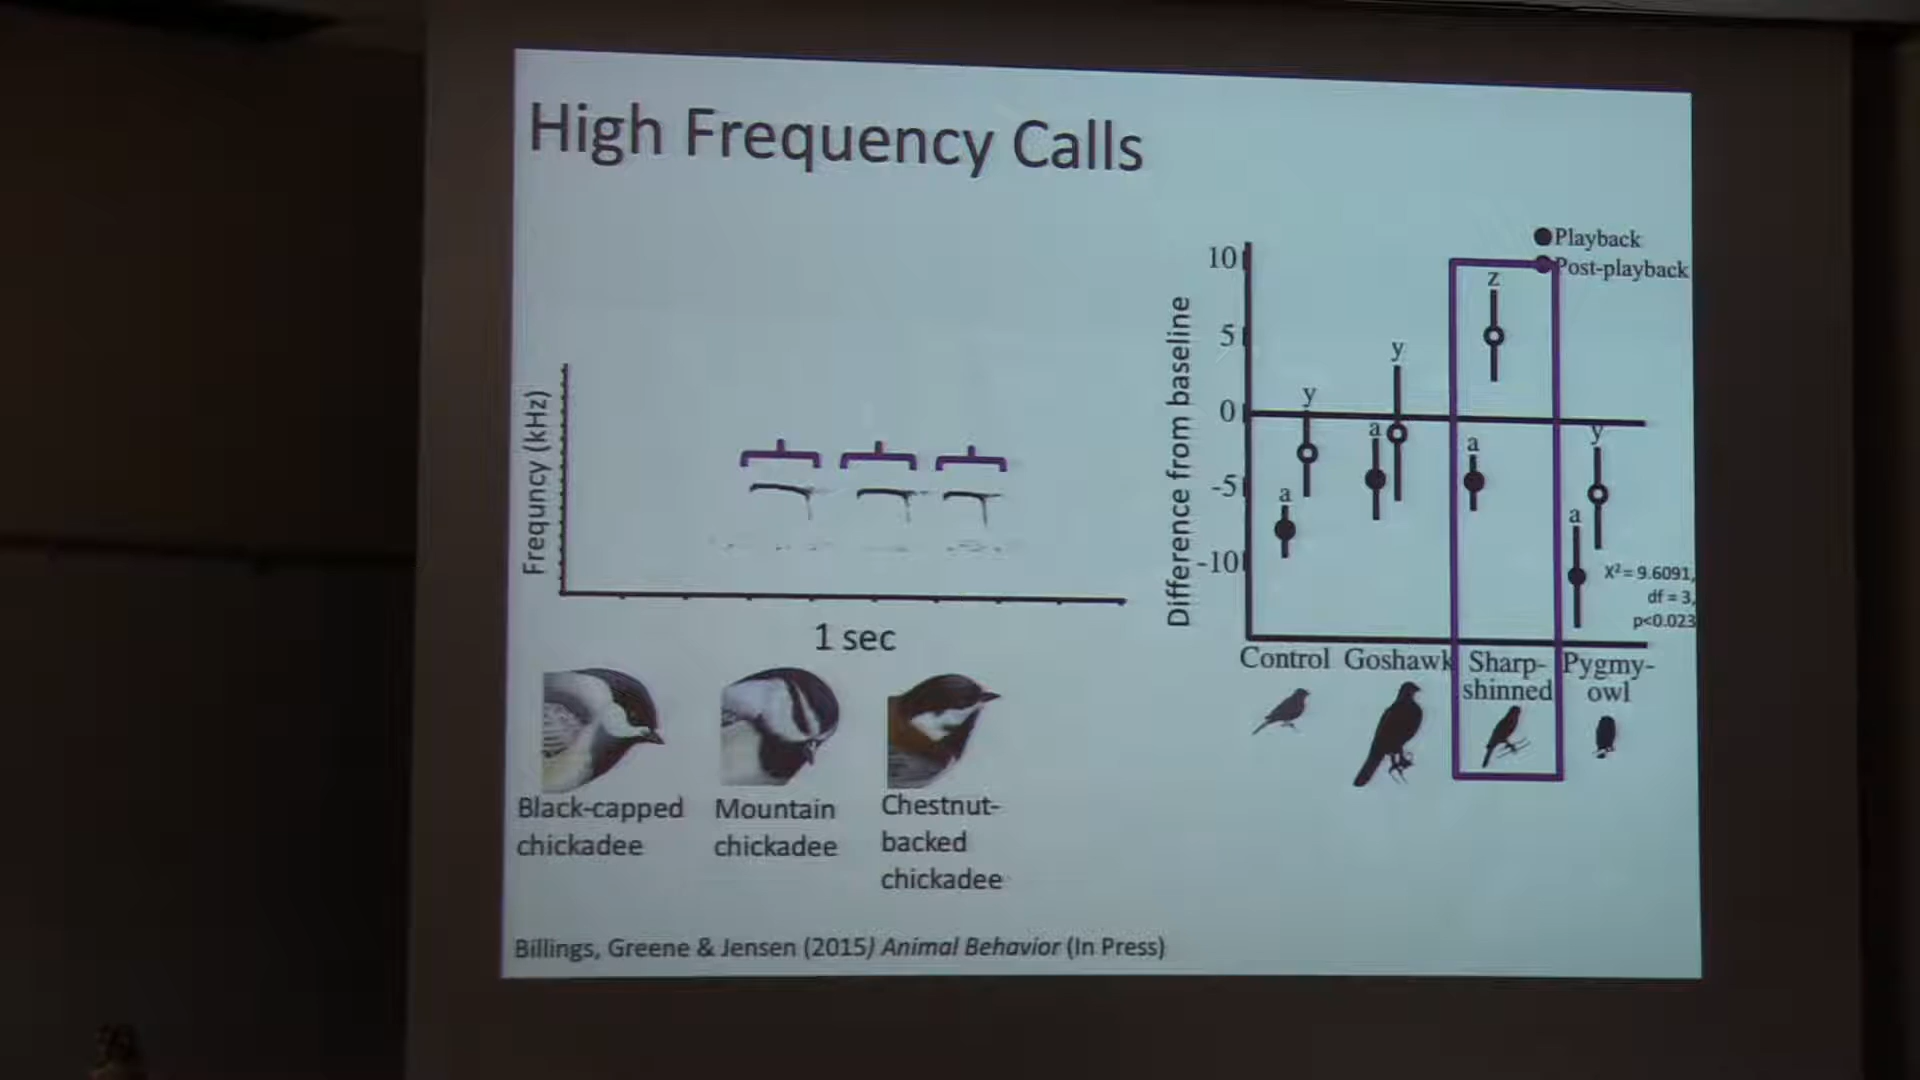 High Frequency Calls
Playback
Post-playback
10
5
0
-5
-10
Difference from baseline
z
y
y
a
a
a
y
a
X² = 9.6091,
df = 3,
p<0.023
Control
Goshawk
Sharp-
shinned
Pygmy-
owl
Frequncy (kHz)
1 sec
Black-capped
chickadee
Mountain
chickadee
Chestnut-
backed
chickadee
Billings, Greene & Jensen (2015) Animal Behavior (In Press)